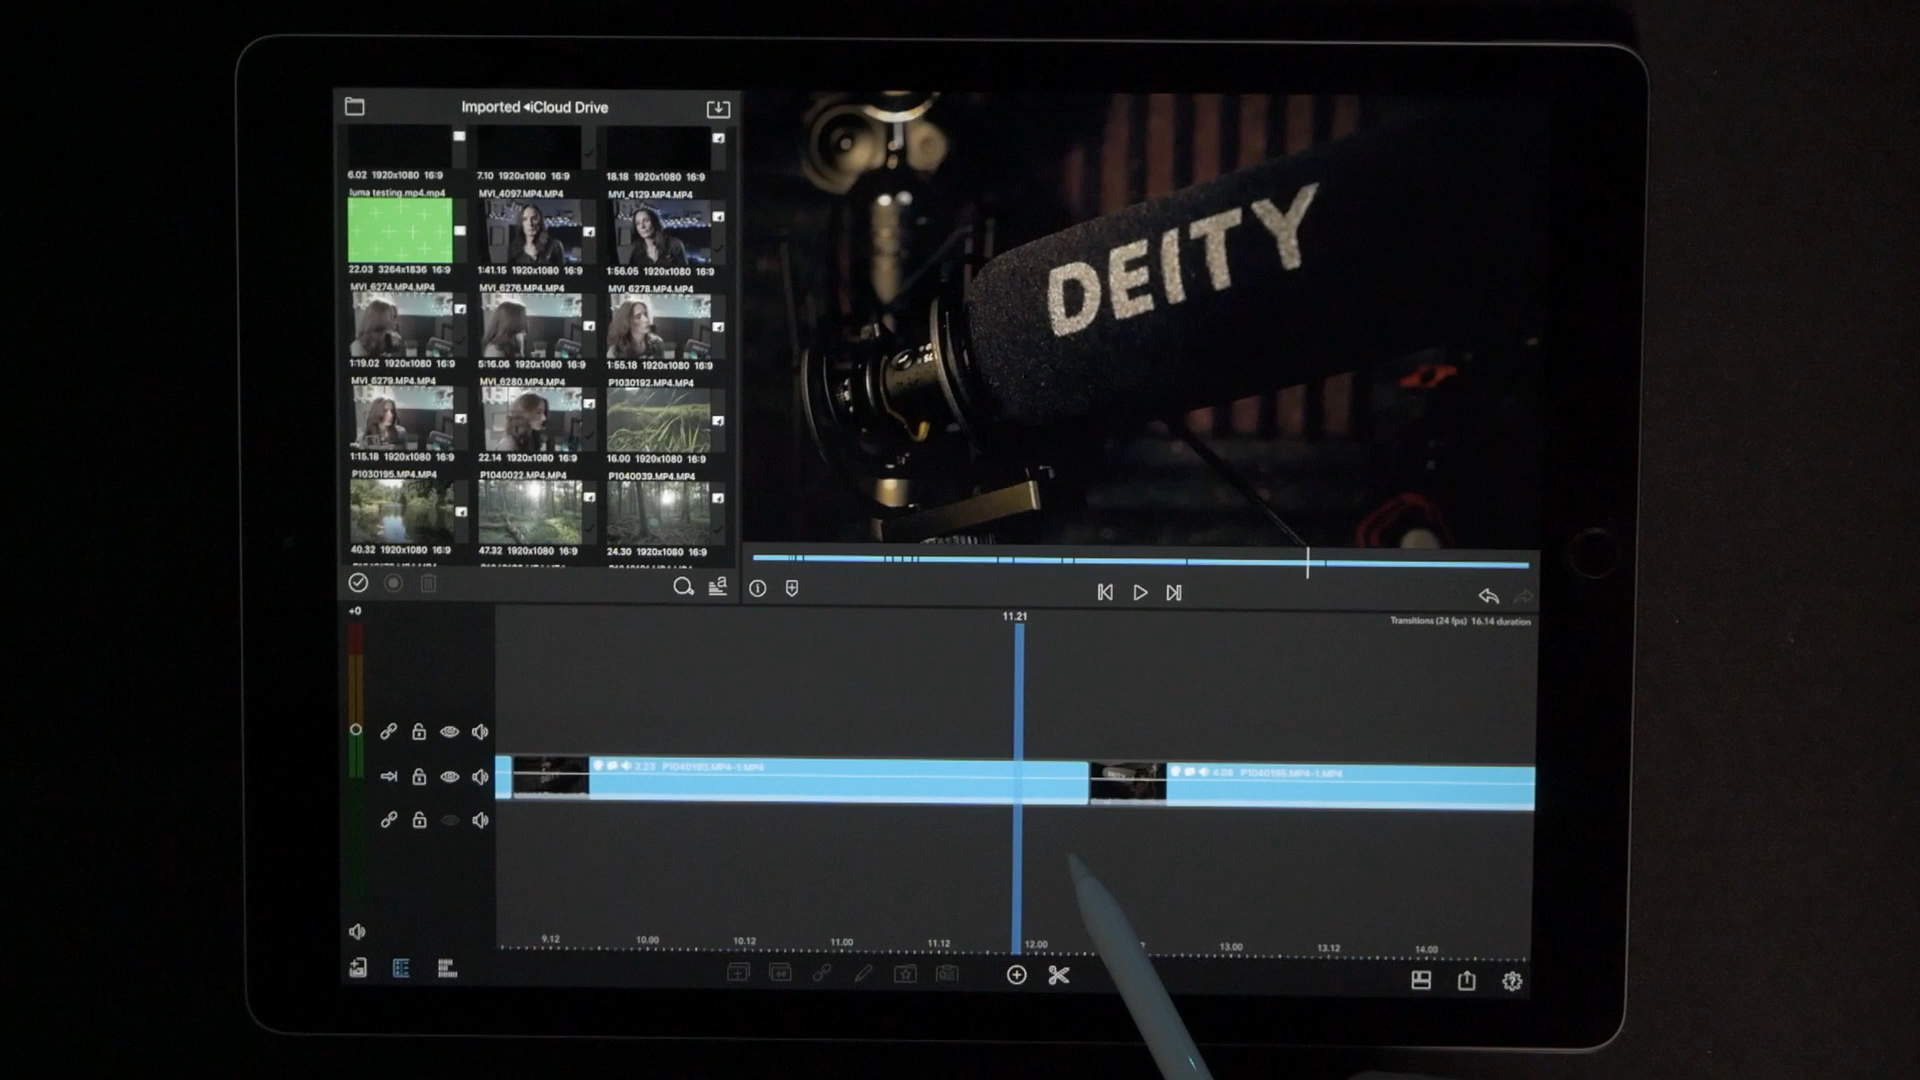 Imported ◂iCloud Drive
6.02 1920x1080 16:9
7.10 1920x1080 16:9
18.18 1920x1080 16:9
luma testing.mp4.mp4
MVI_4097.MP4.MP4
MVI_4129.MP4.MP4
22.03 3264x1836 16:9
1:41.15 1920x1080 16:9
1:56.05 1920x1080 16:9
MVI_6274.MP4.MP4
MVI_6276.MP4.MP4
MVI_6278.MP4.MP4
1:19.02 1920x1080 16:9
5:16.06 1920x1080 16:9
1:55.18 1920x1080 16:9
MVI_6279.MP4.MP4
MVI_6280.MP4.MP4
P1030192.MP4.MP4
1:15.18 1920x1080 16:9
22.14 1920x1080 16:9
16.00 1920x1080 16:9
P1030195.MP4.MP4
P1040022.MP4.MP4
P1040039.MP4.MP4
40.32 1920x1080 16:9
47.32 1920x1080 16:9
24.30 1920x1080 16:9
DEITY
+0
11.21
Transitions (24 fps) 16.14 duration
2.23 P1040193.MP4-1.MP4
4.09 P1040195.MP4-1.MP4
9.12
10.00
10.12
11.00
11.12
12.00
13.00
13.12
14.00